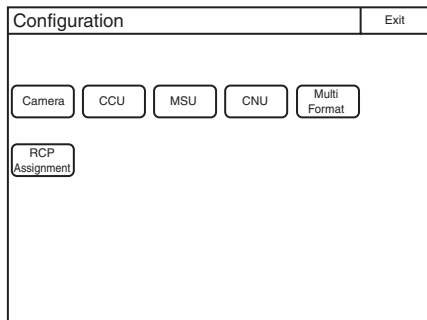 Configuration
Exit
Camera
CCU
MSU
CNU
Multi
Format
RCP
Assignment